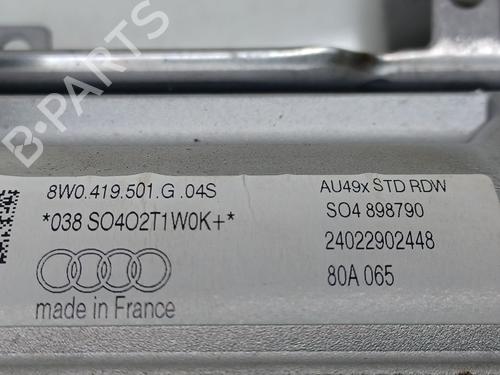 B-PARTS
8W0.419.501.G .04S
*038 SO4O2T1W0K+*
made in France
AU49x STD RDW
SO4 898790
24022902448
80A 065